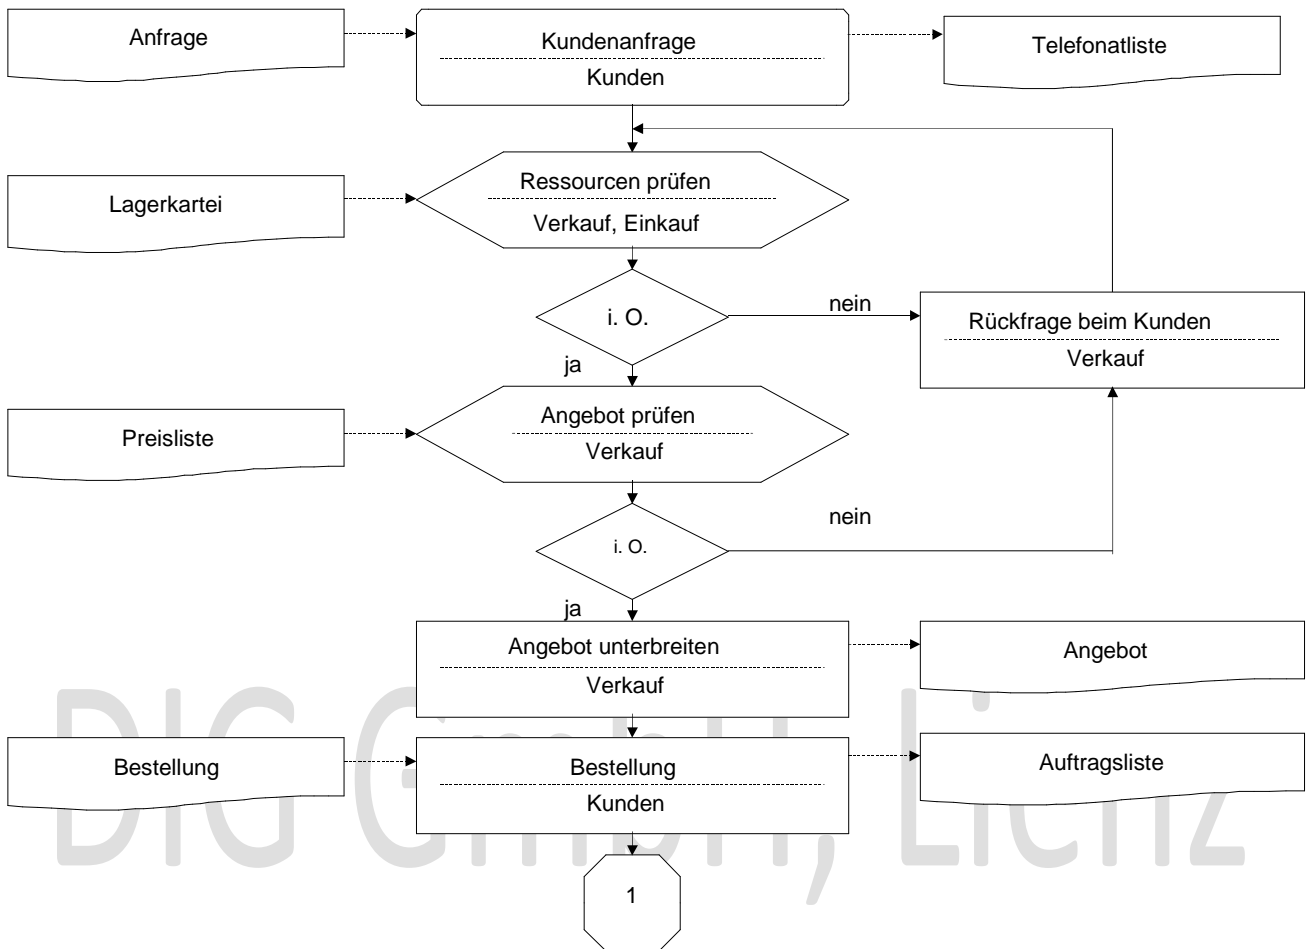 Anfrage
Kundenanfrage
Kunden
Telefonatliste
Lagerkartei
Ressourcen prüfen
Verkauf, Einkauf
i. O.
nein
Rückfrage beim Kunden
Verkauf
ja
Preisliste
Angebot prüfen
Verkauf
i. O.
nein
ja
Angebot unterbreiten
Verkauf
Angebot
Bestellung
Bestellung
Kunden
Auftragsliste
DIG GmbH, Lichz
1